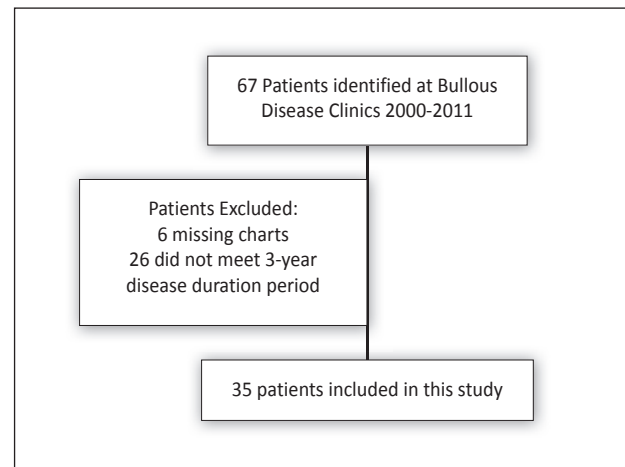 67 Patients identified at Bullous
Disease Clinics 2000-2011
Patients Excluded:
6 missing charts
26 did not meet 3-year
disease duration period
35 patients included in this study